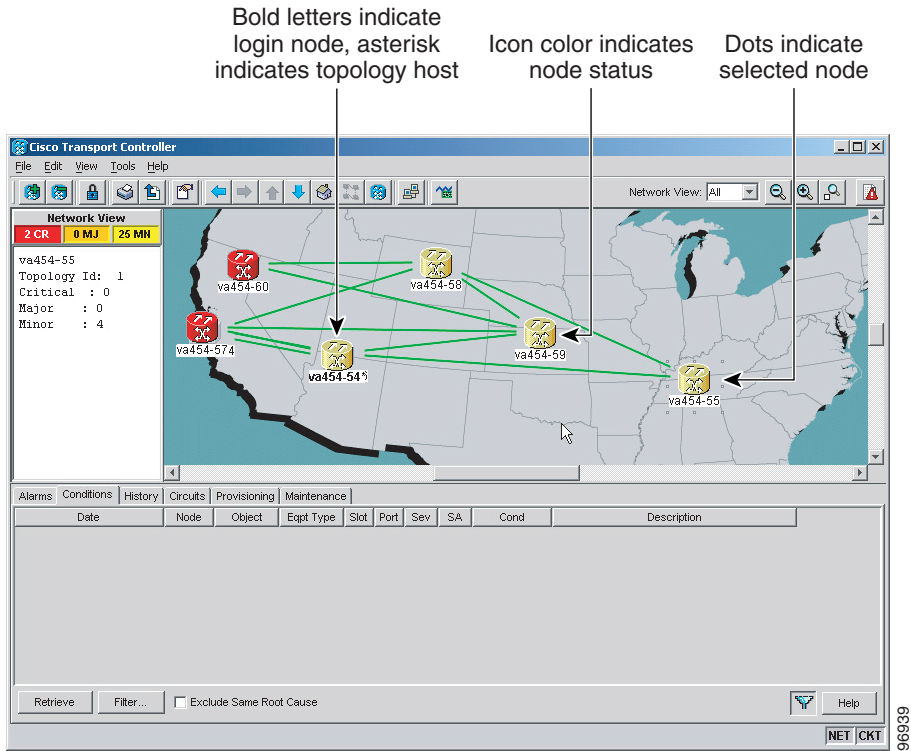 Bold letters indicate
login node, asterisk
indicates topology host
Icon color indicates
node status
Dots indicate
selected node
Cisco Transport Controller
File Edit View Tools Help
Network View: All
Network View
2 CR 0 MJ 25 MN
va454-55
Topology Id: 1
Critical : 0
Major : 0
Minor : 4
va454-60
va454-58
va454-574
va454-54*
va454-59
va454-55
Alarms Conditions History Circuits Provisioning Maintenance
Date Node Object Eqpt Type Slot Port Sev SA Cond Description
Retrieve Filter... Exclude Same Root Cause Help
NET CKT
96939